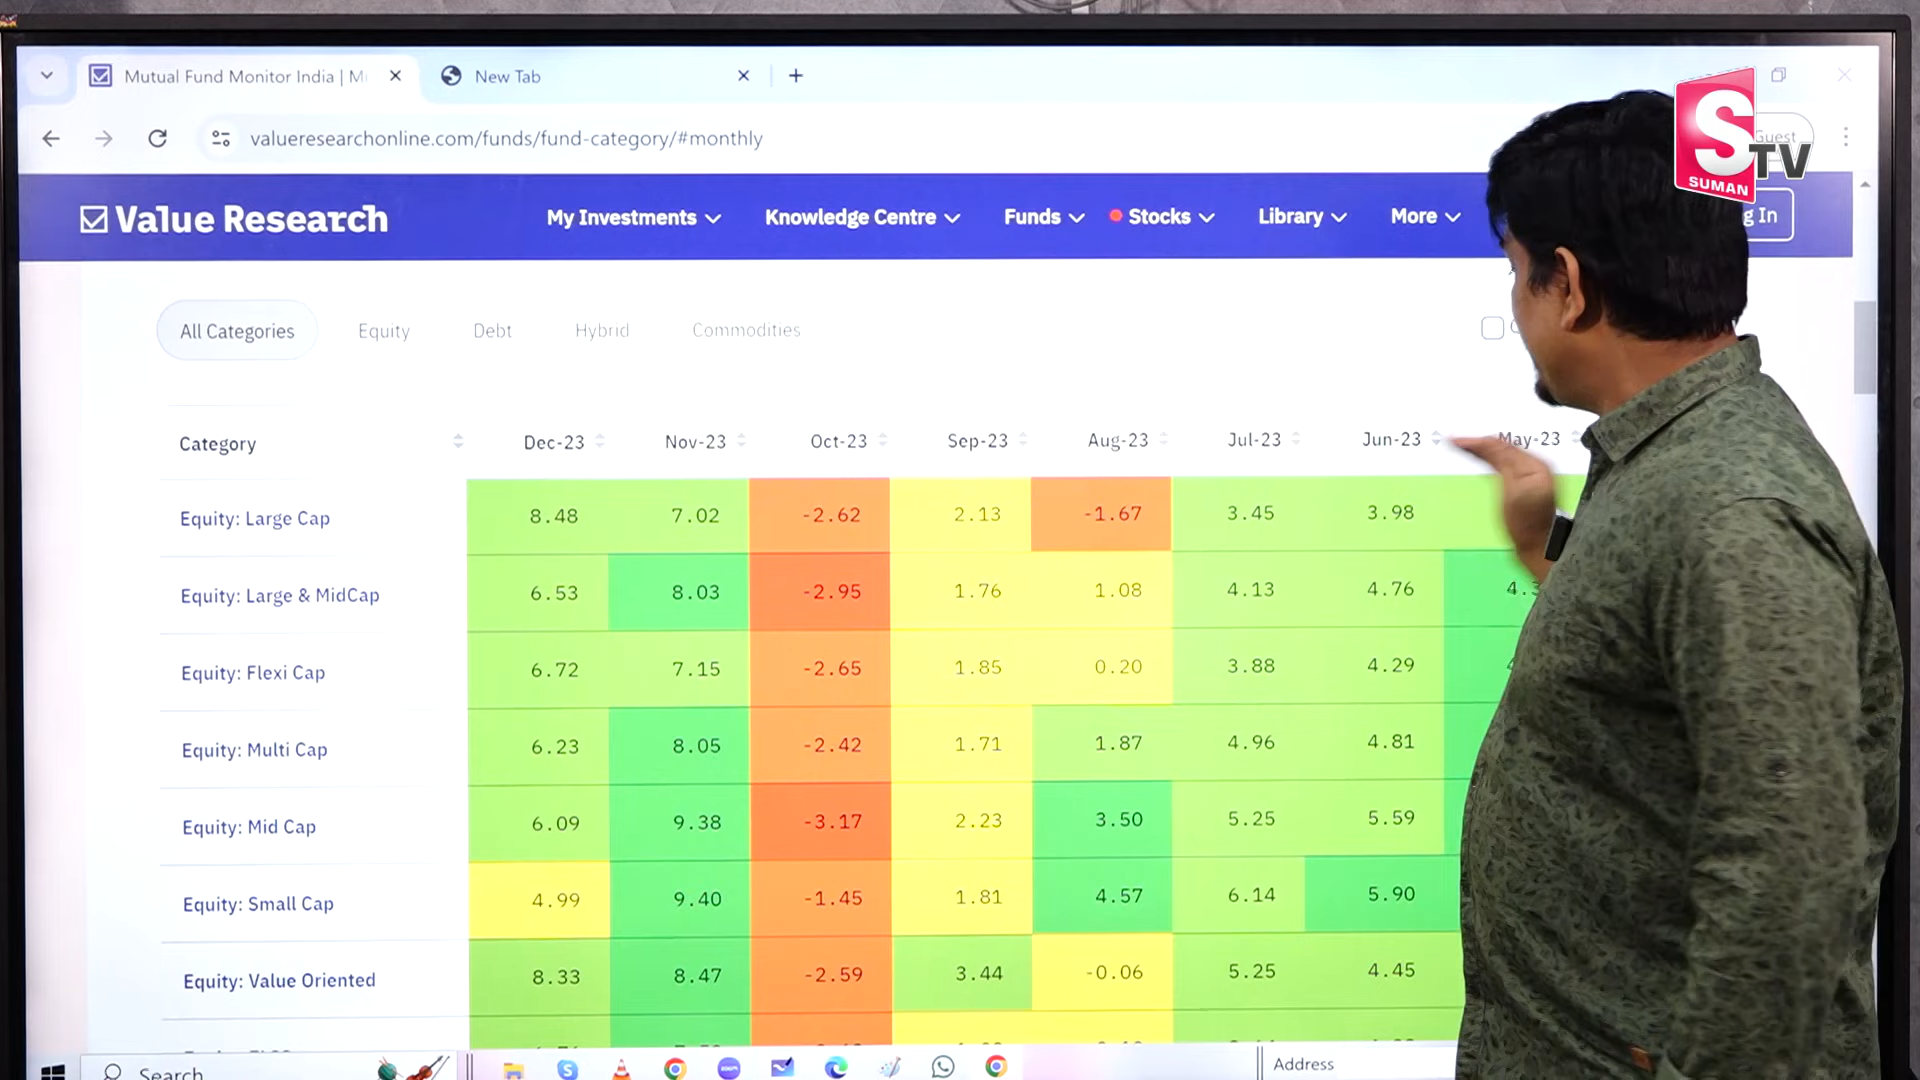 Mutual Fund Monitor India | M
New Tab
valueresearchonline.com/funds/fund-category/#monthly
Guest
S TV
SUMAN
Value Research
My Investments
Knowledge Centre
Funds
Stocks
Library
More
g In
All Categories
Equity
Debt
Hybrid
Commodities
Category Dec-23 Nov-23 Oct-23 Sep-23 Aug-23 Jul-23 Jun-23 May-23
Equity: Large Cap 8.48 7.02 -2.62 2.13 -1.67 3.45 3.98
Equity: Large & MidCap 6.53 8.03 -2.95 1.76 1.08 4.13 4.76 4.3
Equity: Flexi Cap 6.72 7.15 -2.65 1.85 0.20 3.88 4.29
Equity: Multi Cap 6.23 8.05 -2.42 1.71 1.87 4.96 4.81
Equity: Mid Cap 6.09 9.38 -3.17 2.23 3.50 5.25 5.59
Equity: Small Cap 4.99 9.40 -1.45 1.81 4.57 6.14 5.90
Equity: Value Oriented 8.33 8.47 -2.59 3.44 -0.06 5.25 4.45
Search
Address